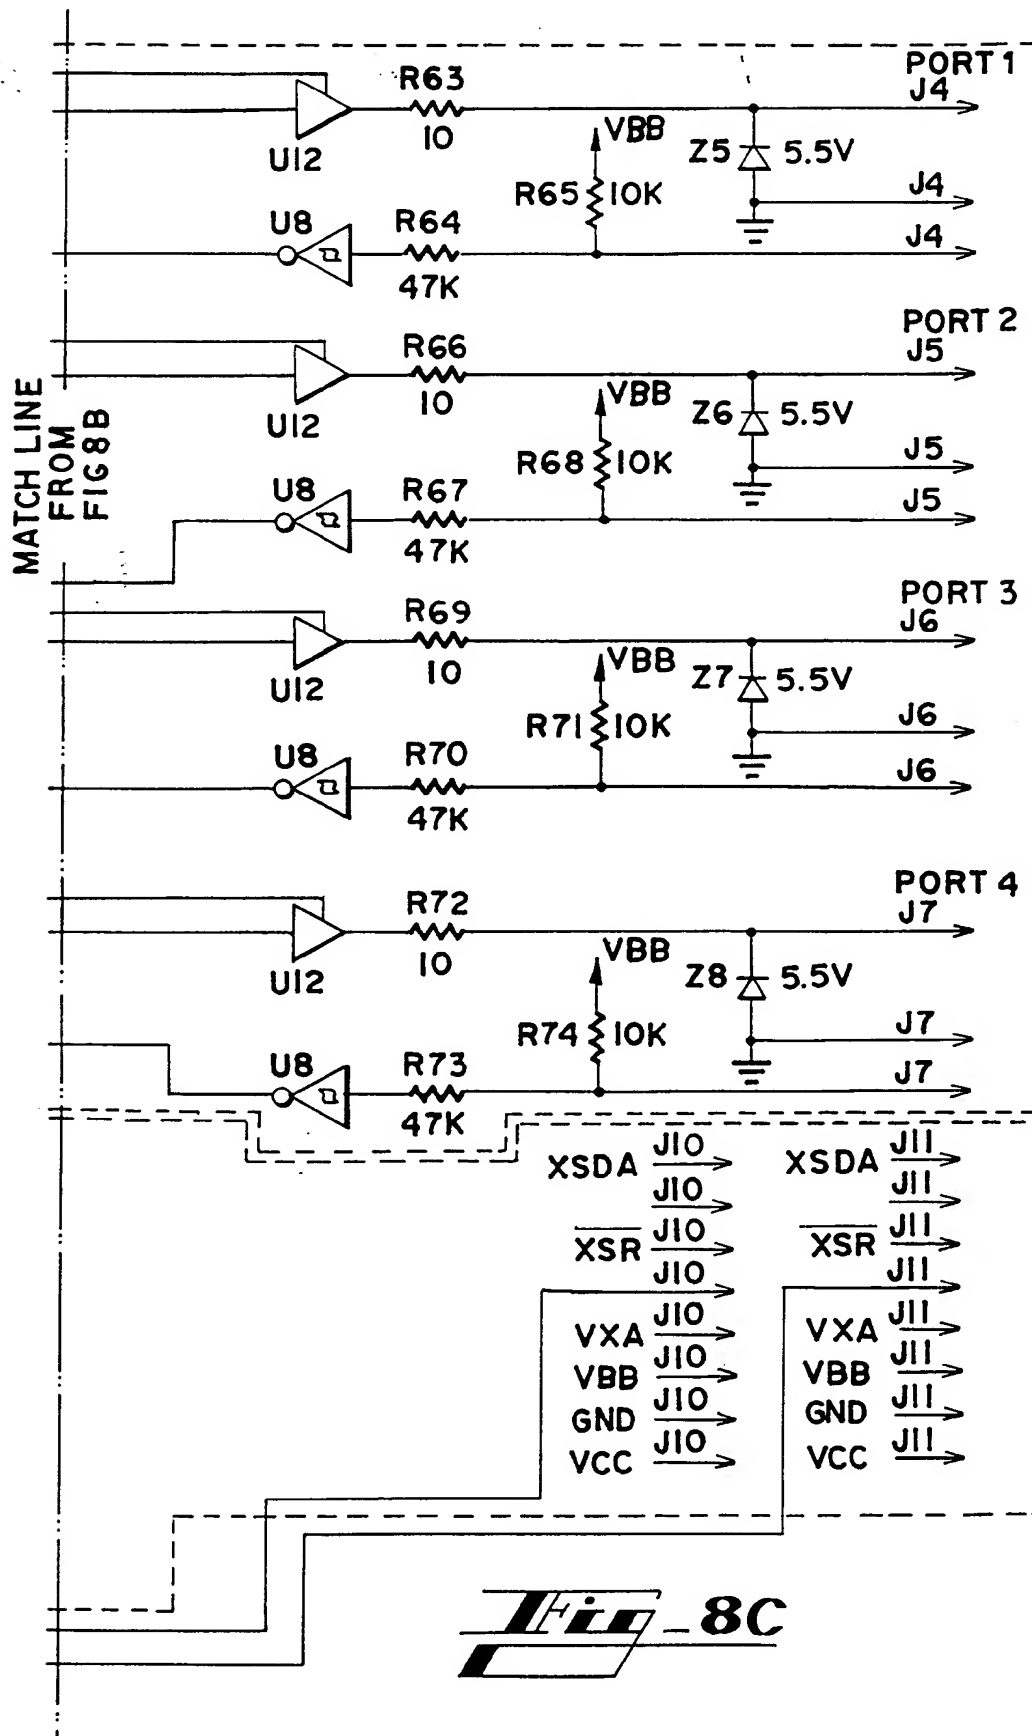 PORT 1
R63
J4
10
VBB
U12
Z5
5.5V
R65
10K
J4
U8
R64
J4
47K
PORT 2
R66
J5
10
VBB
U12
Z6
5.5V
R68
10K
J5
U8
R67
J5
47K
MATCH LINE
FROM
FIG 8B
PORT 3
R69
J6
10
VBB
U12
Z7
5.5V
R71
10K
J6
U8
R70
J6
47K
PORT 4
R72
J7
10
VBB
U12
Z8
5.5V
R74
10K
J7
U8
R73
J7
47K
XSDA J10
J10
XSR J10
J10
VXA J10
VBB J10
GND J10
VCC J10
XSDA J11
J11
XSR J11
J11
VXA J11
VBB J11
GND J11
VCC J11
Fig_8C